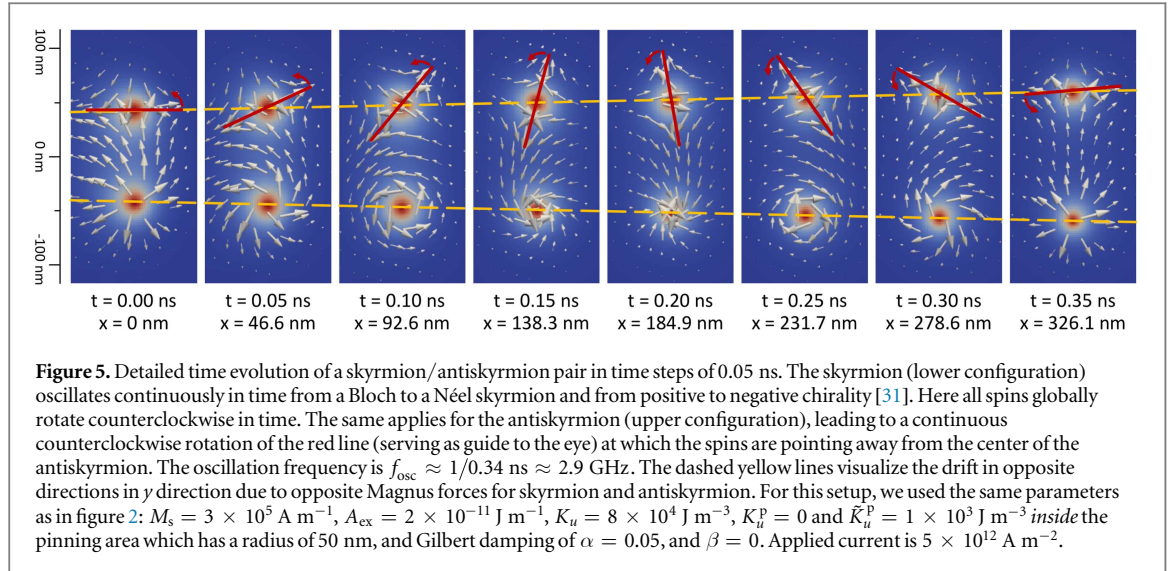 100 nm
0 nm
-100 nm
t = 0.00 ns
x = 0 nm
t = 0.05 ns
x = 46.6 nm
t = 0.10 ns
x = 92.6 nm
t = 0.15 ns
x = 138.3 nm
t = 0.20 ns
x = 184.9 nm
t = 0.25 ns
x = 231.7 nm
t = 0.30 ns
x = 278.6 nm
t = 0.35 ns
x = 326.1 nm
Figure 5. Detailed time evolution of a skyrmion/antiskyrmion pair in time steps of 0.05 ns. The skyrmion (lower configuration)
oscillates continuously in time from a Bloch to a Néel skyrmion and from positive to negative chirality [31]. Here all spins globally
rotate counterclockwise in time. The same applies for the antiskyrmion (upper configuration), leading to a continuous
counterclockwise rotation of the red line (serving as guide to the eye) at which the spins are pointing away from the center of the
antiskyrmion. The oscillation frequency is f_osc ≈ 1/0.34 ns ≈ 2.9 GHz. The dashed yellow lines visualize the drift in opposite
directions in y direction due to opposite Magnus forces for skyrmion and antiskyrmion. For this setup, we used the same parameters
as in figure 2: M_s = 3 × 10⁵ A m⁻¹, A_ex = 2 × 10⁻¹¹ J m⁻¹, K_u = 8 × 10⁴ J m⁻³, K_u^P = 0 and K̃_u^P = 1 × 10³ J m⁻³ inside the
pinning area which has a radius of 50 nm, and Gilbert damping of α = 0.05, and β = 0. Applied current is 5 × 10¹² A m⁻².